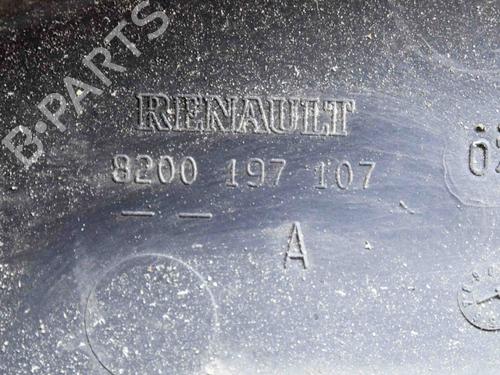 B-PARTS
RENAULT
8200 197 107
— —
A